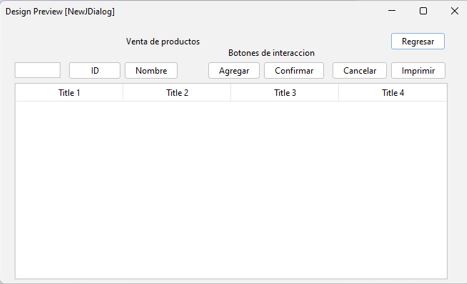 Design Preview [NewJDialog]
Venta de productos
Regresar
Botones de interaccion
ID Nombre Agregar Confirmar Cancelar Imprimir
Title 1 Title 2 Title 3 Title 4